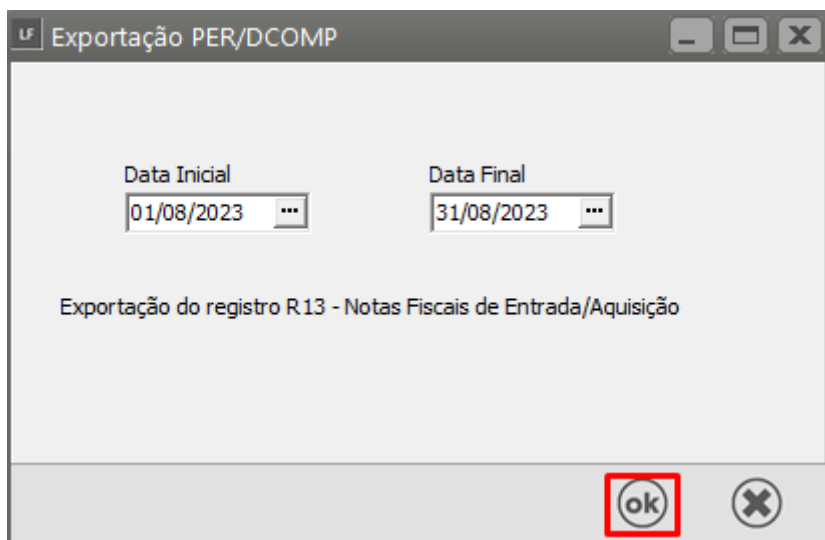 LF Exportação PER/DCOMP
Data Inicial Data Final
01/08/2023 ... 31/08/2023 ...
Exportação do registro R13 - Notas Fiscais de Entrada/Aquisição
ok